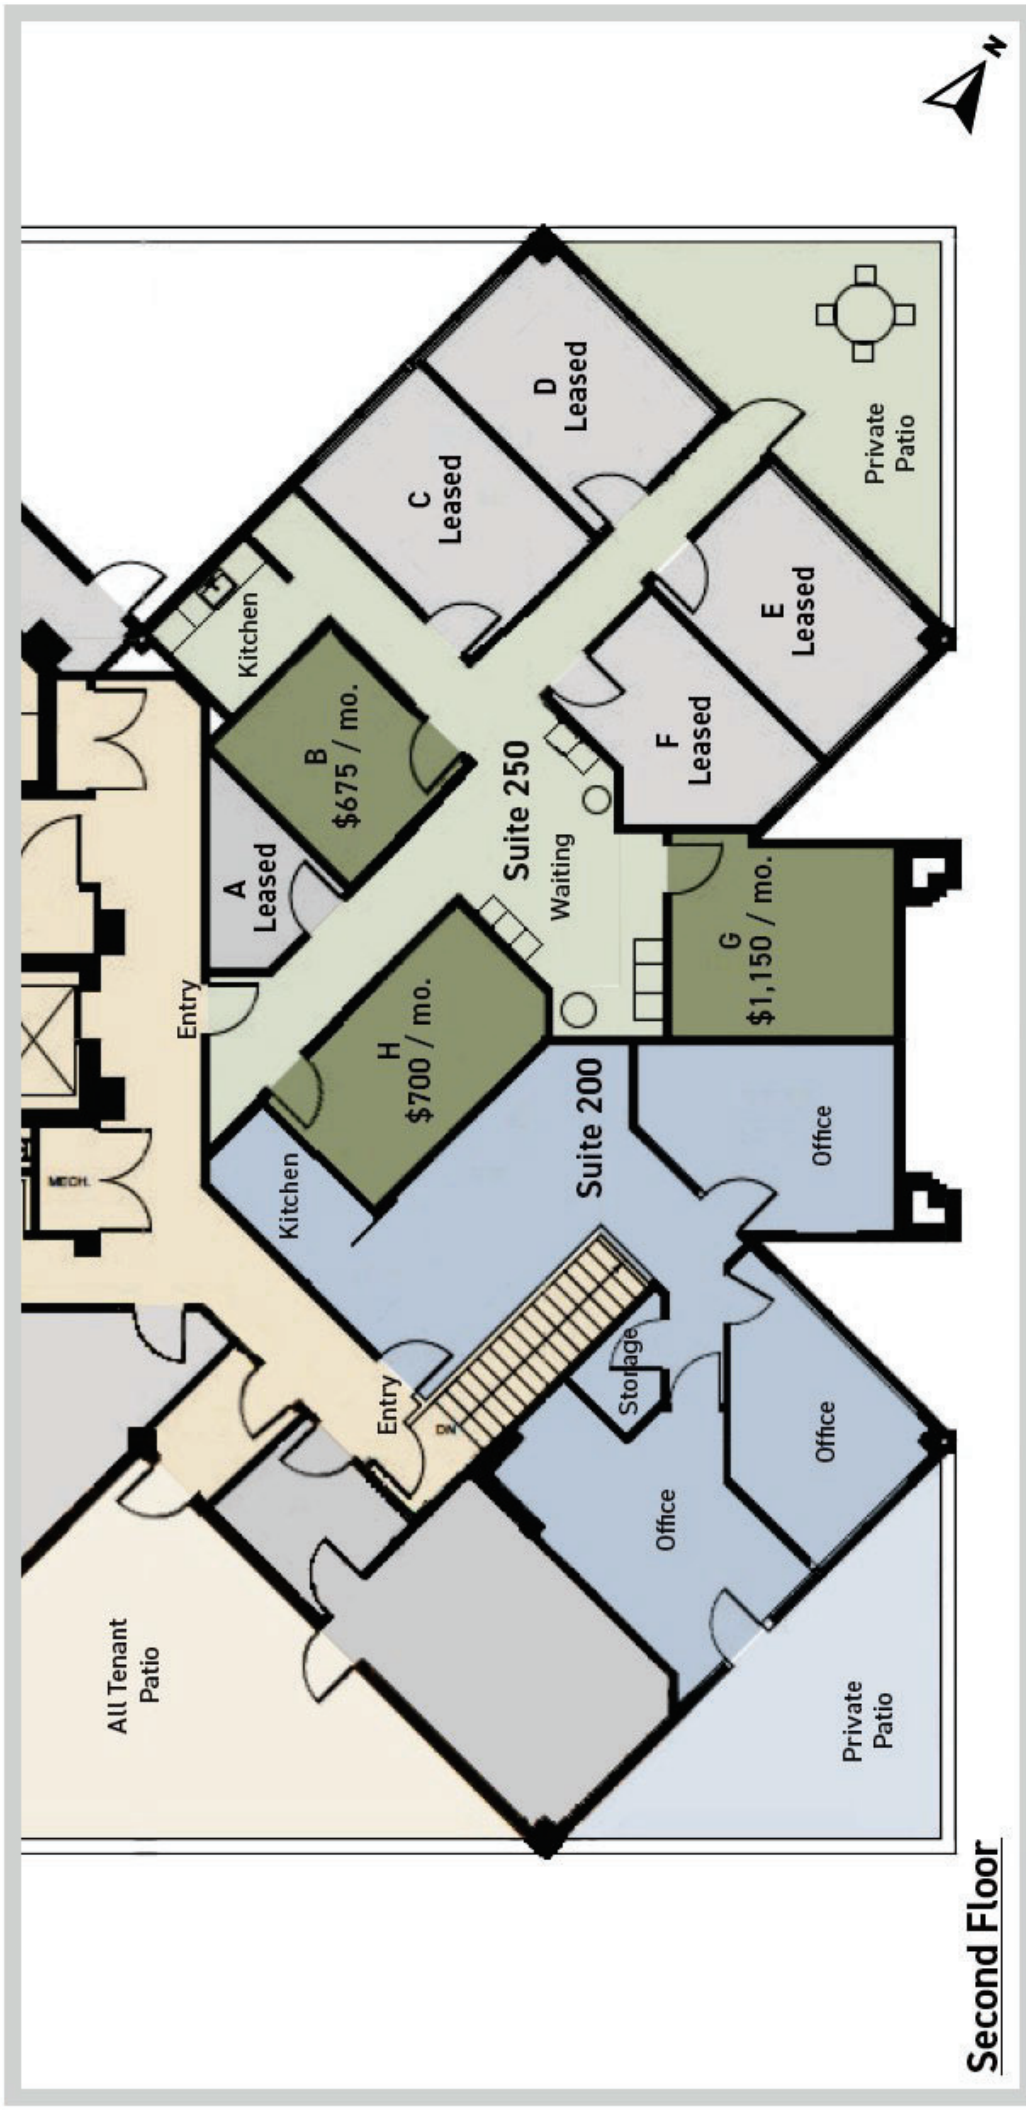 N
Kitchen
C
Leased
D
Leased
Private
Patio
B
$675 / mo.
A
Leased
E
Leased
F
Leased
Suite 250
Waiting
G
$1,150 / mo.
Entry
H
$700 / mo.
MECH.
Kitchen
Suite 200
Office
Entry
DN
Storage
Office
Office
All Tenant
Patio
Private
Patio
Second Floor